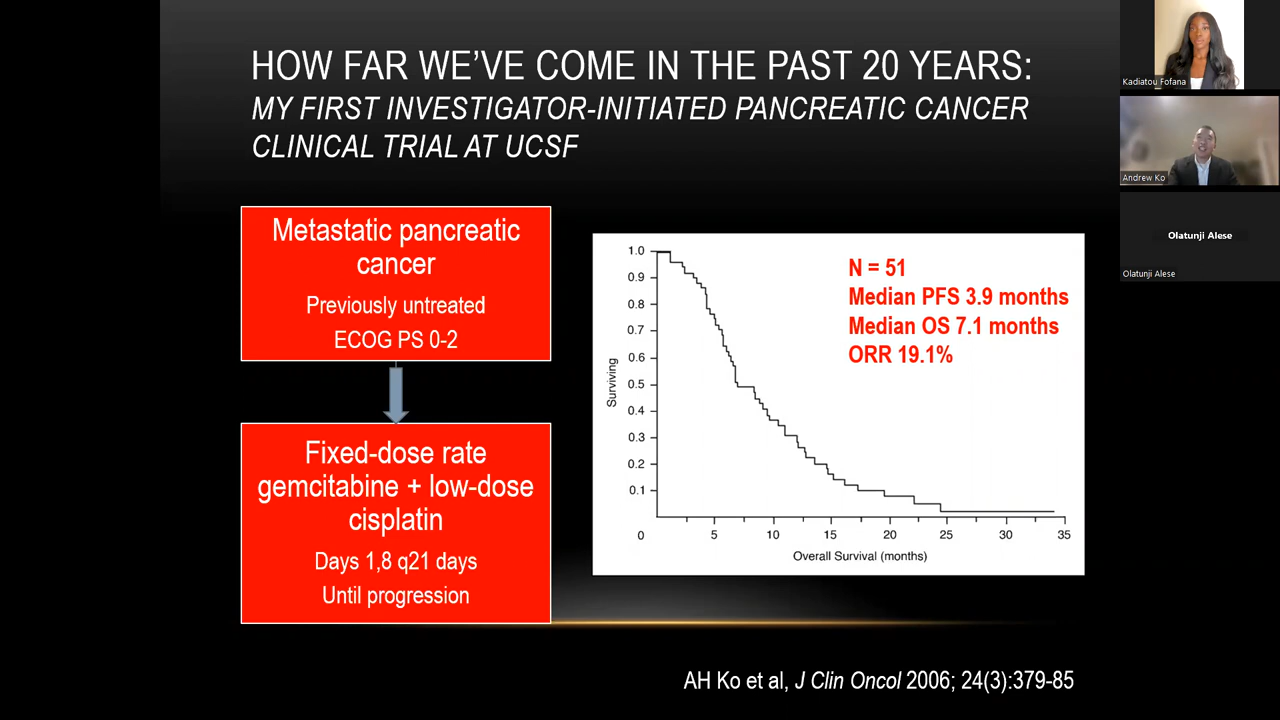 HOW FAR WE'VE COME IN THE PAST 20 YEARS:
MY FIRST INVESTIGATOR-INITIATED PANCREATIC CANCER
CLINICAL TRIAL AT UCSF
Metastatic pancreatic
cancer
Previously untreated
ECOG PS 0-2
Fixed-dose rate
gemcitabine + low-dose
cisplatin
Days 1,8 q21 days
Until progression
N = 51
Median PFS 3.9 months
Median OS 7.1 months
ORR 19.1%
Surviving
1.0
0.9
0.8
0.7
0.6
0.5
0.4
0.3
0.2
0.1
0 5 10 15 20 25 30 35
Overall Survival (months)
AH Ko et al, J Clin Oncol 2006; 24(3):379-85
Kadiatou Fofana
Andrew Ko
Olatunji Alese
Olatunji Alese